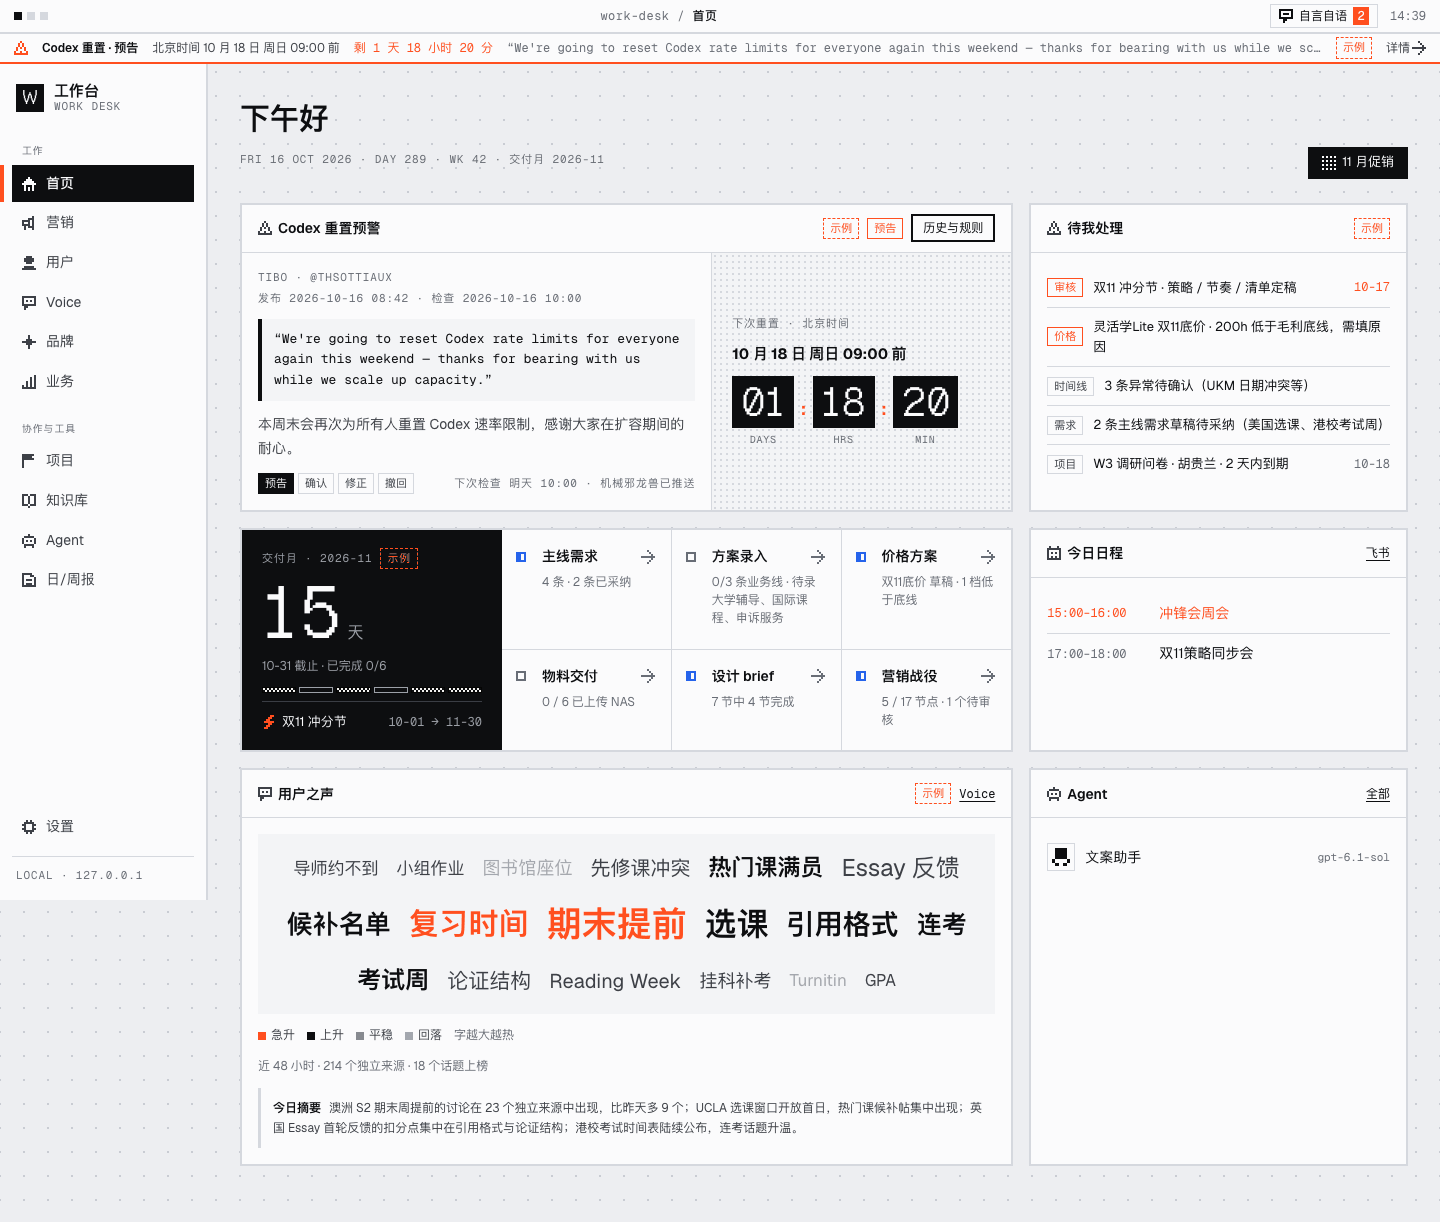 work-desk / 首页
自言自语 2
14:39
Codex 重置 · 预告 北京时间 10 月 18 日 周日 09:00 前 剩 1 天 18 小时 20 分 “We're going to reset Codex rate limits for everyone again this weekend — thanks for bearing with us while we sc… 示例 详情
W
工作台
WORK DESK
工作
首页
营销
用户
Voice
品牌
业务
协作与工具
项目
知识库
Agent
日/周报
设置
LOCAL · 127.0.0.1
下午好
FRI 16 OCT 2026 · DAY 289 · WK 42 · 交付月 2026-11
11 月促销
Codex 重置预警 示例 预告 历史与规则
TIBO · @THSOTTIAUX
发布 2026-10-16 08:42 · 检查 2026-10-16 10:00
“We're going to reset Codex rate limits for everyone
again this weekend — thanks for bearing with us
while we scale up capacity.”
本周末会再次为所有人重置 Codex 速率限制，感谢大家在扩容期间的
耐心。
预告 确认 修正 撤回 下次检查 明天 10:00 · 机械邪龙兽已推送
下次重置 · 北京时间
10 月 18 日 周日 09:00 前
01 : 18 : 20
DAYS HRS MIN
待我处理 示例
审核 双11 冲分节 · 策略 / 节奏 / 清单定稿 10-17
价格 灵活学Lite 双11底价 · 200h 低于毛利底线，需填原
因
时间线 3 条异常待确认（UKM 日期冲突等）
需求 2 条主线需求草稿待采纳（美国选课、港校考试周）
项目 W3 调研问卷 · 胡贵兰 · 2 天内到期 10-18
交付月 · 2026-11 示例
15 天
10-31 截止 · 已完成 0/6
双11 冲分节 10-01 → 11-30
主线需求
4 条 · 2 条已采纳
方案录入
0/3 条业务线 · 待录
大学辅导、国际课
程、申诉服务
价格方案
双11底价 草稿 · 1 档低
于底线
物料交付
0 / 6 已上传 NAS
设计 brief
7 节中 4 节完成
营销战役
5 / 17 节点 · 1 个待审
核
今日日程 飞书
15:00–16:00 冲锋会周会
17:00–18:00 双11策略同步会
用户之声 示例 Voice
导师约不到 小组作业 图书馆座位 先修课冲突 热门课满员 Essay 反馈
候补名单 复习时间 期末提前 选课 引用格式 连考
考试周 论证结构 Reading Week 挂科补考 Turnitin GPA
急升 上升 平稳 回落 字越大越热
近 48 小时 · 214 个独立来源 · 18 个话题上榜
今日摘要 澳洲 S2 期末周提前的讨论在 23 个独立来源中出现，比昨天多 9 个；UCLA 选课窗口开放首日，热门课候补帖集中出现；英
国 Essay 首轮反馈的扣分点集中在引用格式与论证结构；港校考试时间表陆续公布，连考话题升温。
Agent 全部
文案助手 gpt-6.1-sol